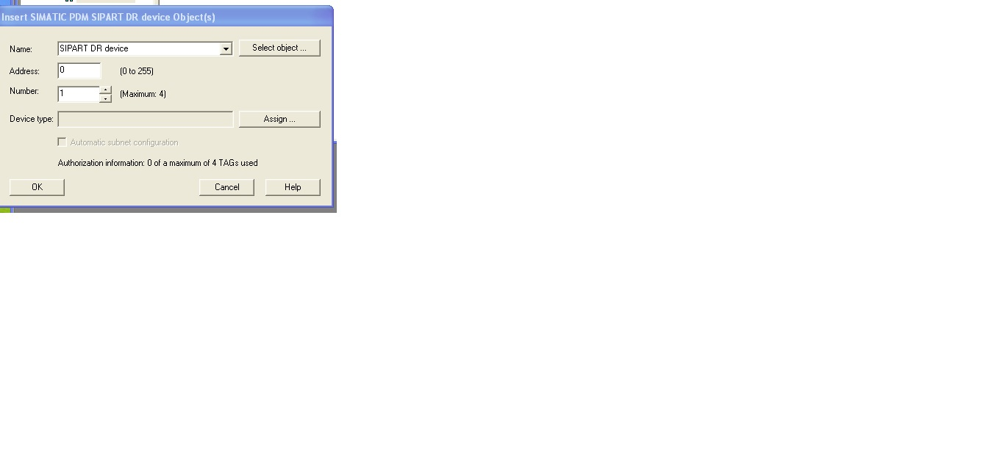 Insert SIMATIC PDM SIPART DR device Object(s)
Name: SIPART DR device Select object ...
Address: 0 (0 to 255)
Number: 1 (Maximum: 4)
Device type: Assign ...
Automatic subnet configuration
Authorization information: 0 of a maximum of 4 TAGs used
OK Cancel Help